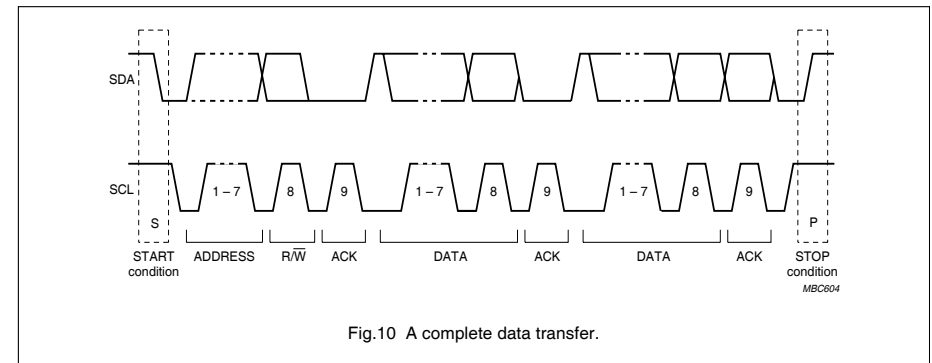 SDA
SCL
1 – 7 8 9 1 – 7 8 9 1 – 7 8 9
S P
START condition ADDRESS R/W̅ ACK DATA ACK DATA ACK STOP condition
MBC604
Fig.10 A complete data transfer.